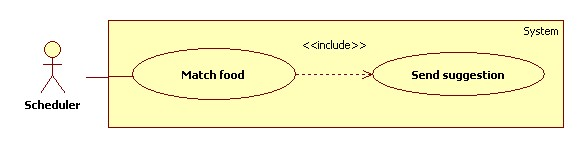 System
<<include>>
Match food
Send suggestion
Scheduler